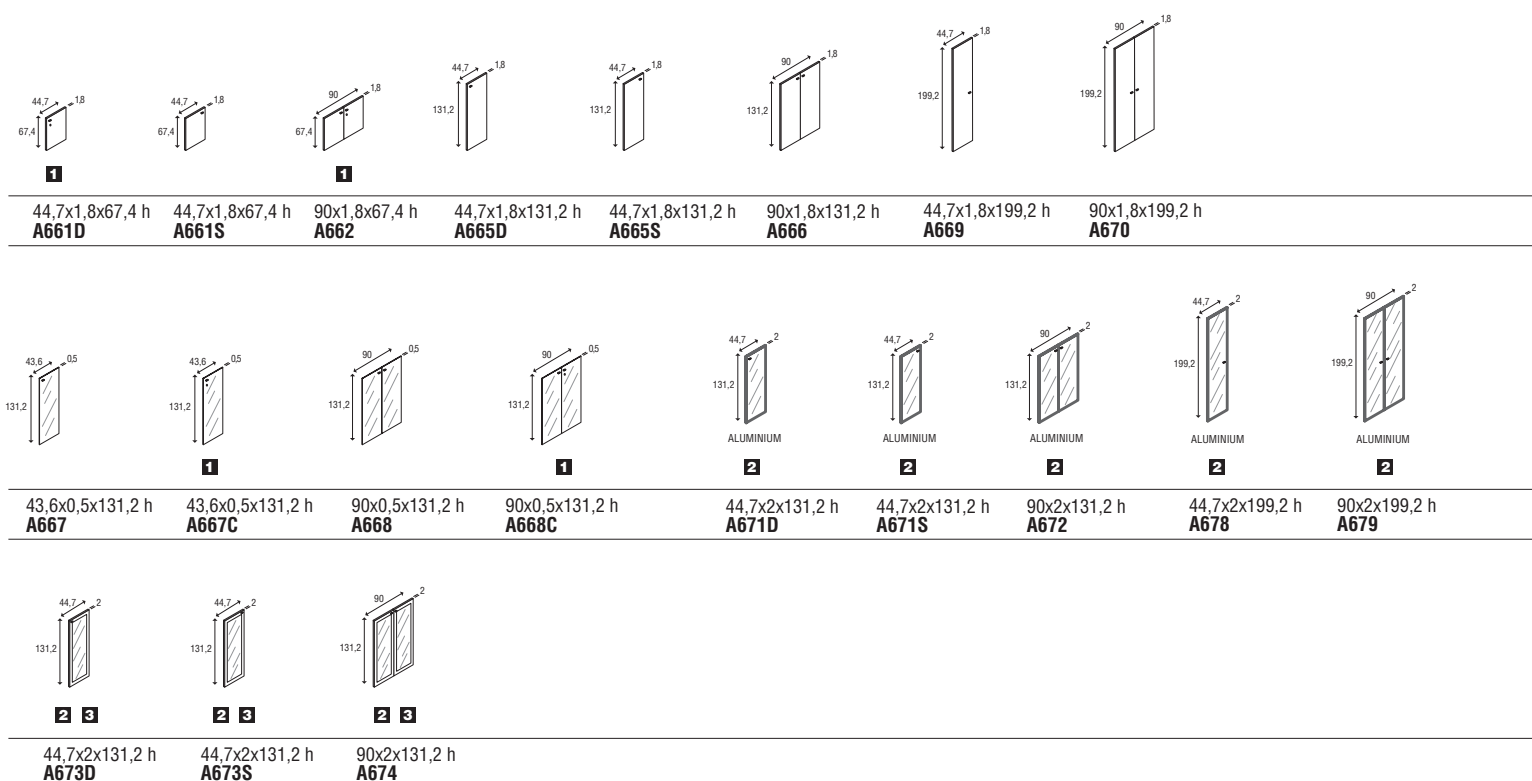 44,7 1,8
67,4
1
44,7x1,8x67,4 h
A661D
44,7 1,8
67,4
44,7x1,8x67,4 h
A661S
90 1,8
67,4
1
90x1,8x67,4 h
A662
44,7 1,8
131,2
44,7x1,8x131,2 h
A665D
44,7 1,8
131,2
44,7x1,8x131,2 h
A665S
90 1,8
131,2
90x1,8x131,2 h
A666
44,7 1,8
199,2
44,7x1,8x199,2 h
A669
90 1,8
199,2
90x1,8x199,2 h
A670
43,6 0,5
131,2
43,6x0,5x131,2 h
A667
43,6 0,5
131,2
1
43,6x0,5x131,2 h
A667C
90 0,5
131,2
90x0,5x131,2 h
A668
90 0,5
131,2
1
90x0,5x131,2 h
A668C
44,7 2
131,2
ALUMINIUM
2
44,7x2x131,2 h
A671D
44,7 2
131,2
ALUMINIUM
2
44,7x2x131,2 h
A671S
90 2
131,2
ALUMINIUM
2
90x2x131,2 h
A672
44,7 2
199,2
ALUMINIUM
2
44,7x2x199,2 h
A678
90 2
199,2
ALUMINIUM
2
90x2x199,2 h
A679
44,7 2
131,2
2 3
44,7x2x131,2 h
A673D
44,7 2
131,2
2 3
44,7x2x131,2 h
A673S
90 2
131,2
2 3
90x2x131,2 h
A674